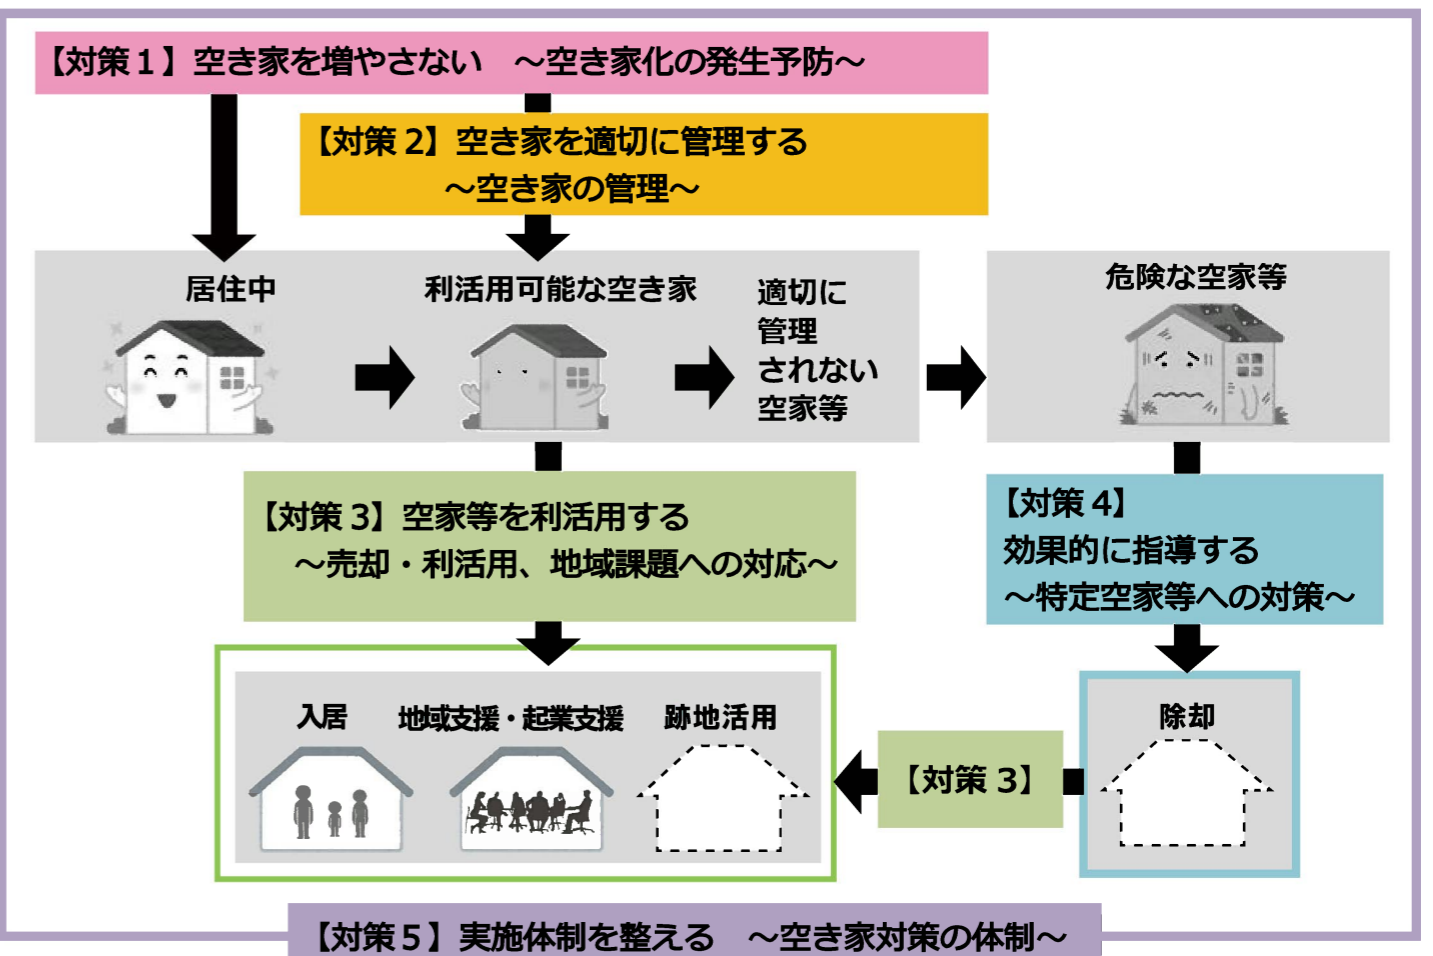 【対策１】空き家を増やさない　～空き家化の発生予防～
【対策 2】空き家を適切に管理する
～空き家の管理～
居住中
利活用可能な空き家
適切に
管理
されない
空家等
危険な空家等
【対策 3】空家等を利活用する
～売却・利活用、地域課題への対応～
【対策 4】
効果的に指導する
～特定空家等への対策～
入居
地域支援・起業支援
跡地活用
【対策 3】
除却
【対策５】実施体制を整える　～空き家対策の体制～